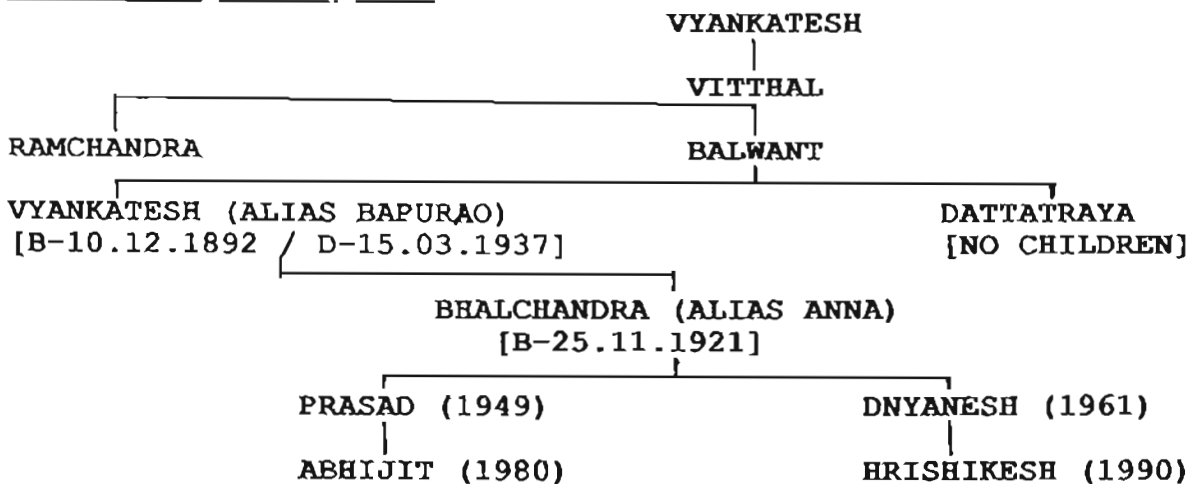 VYANKATESH
VITTHAL
RAMCHANDRA BALWANT
VYANKATESH (ALIAS BAPURAO) DATTATRAYA
[B-10.12.1892 / D-15.03.1937] [NO CHILDREN]
BHALCHANDRA (ALIAS ANNA)
[B-25.11.1921]
PRASAD (1949) DNYANESH (1961)
ABHIJIT (1980) HRISHIKESH (1990)